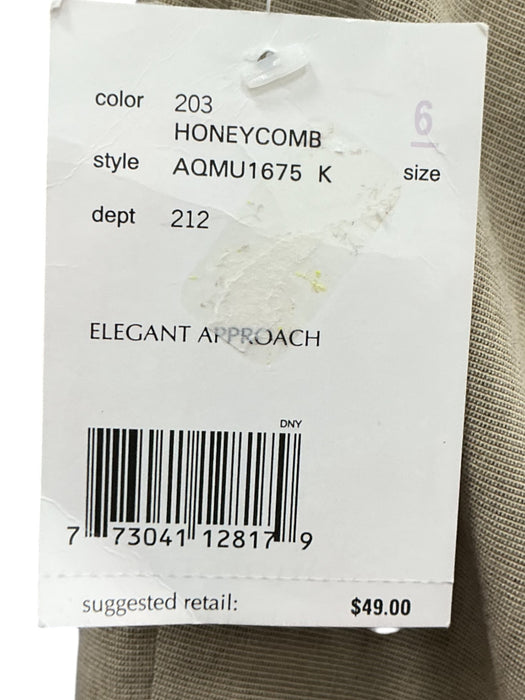 color 203 6
HONEYCOMB
style AQMU1675 K size
dept 212
ELEGANT APPROACH
DNY
7 73041 12817 9
suggested retail: $49.00